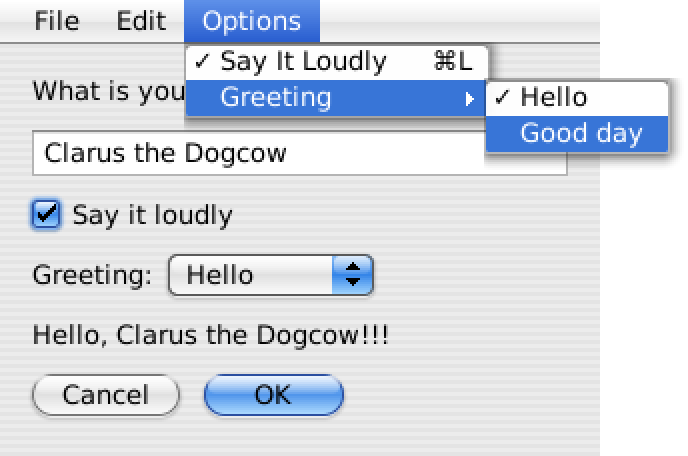 File Edit Options
✓ Say It Loudly ⌘L
Greeting
✓ Hello
Good day
What is you
Clarus the Dogcow
Say it loudly
Greeting: Hello
Hello, Clarus the Dogcow!!!
Cancel OK